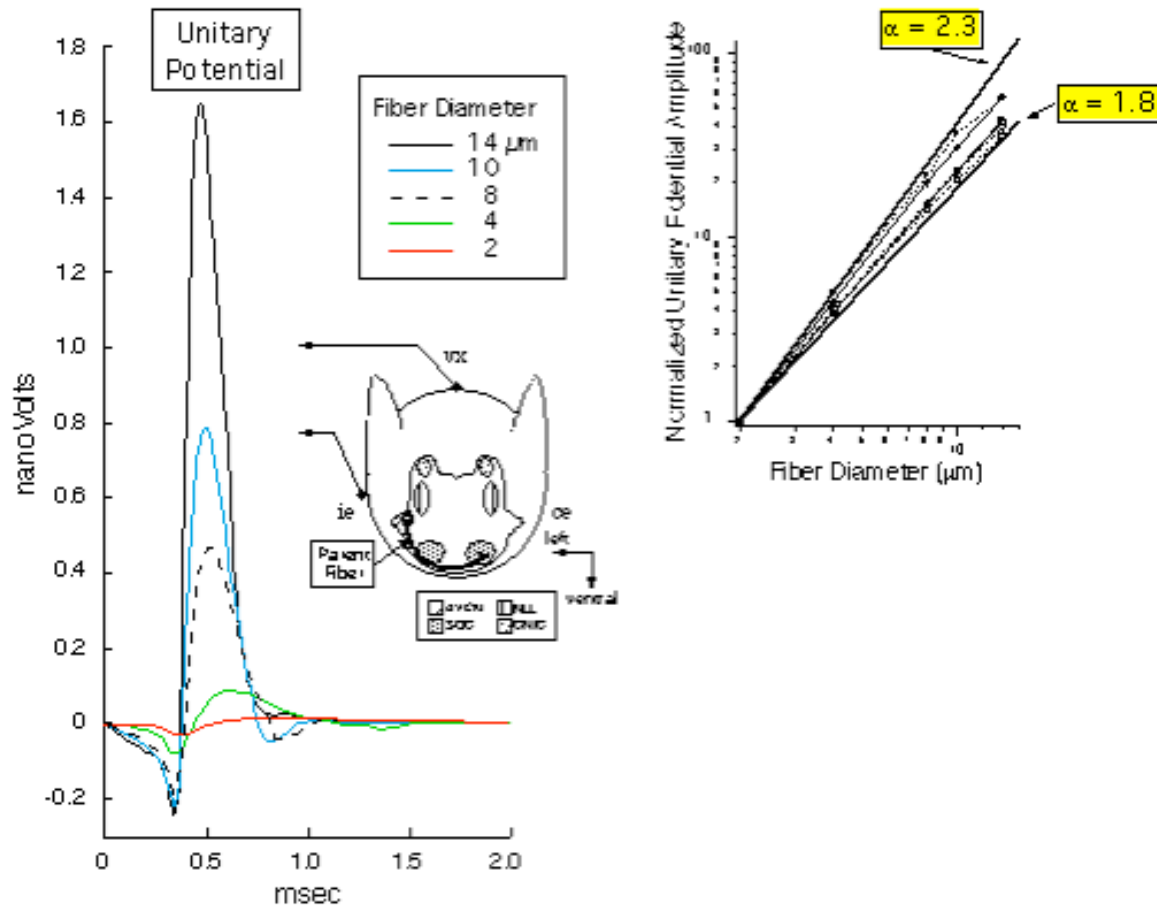 Unitary
Potential
1.8
1.6
1.4
1.2
1.0
0.8
0.6
0.4
0.2
0
-0.2
nanoVolts
0
0.5
1.0
1.5
2.0
msec
Fiber Diameter
14 µm
10
8
4
2
vx
ie
left
Parent
Fiber
ventral
α = 2.3
α = 1.8
Normalized Unitary Potential Amplitude
10
1
10
Fiber Diameter (µm)